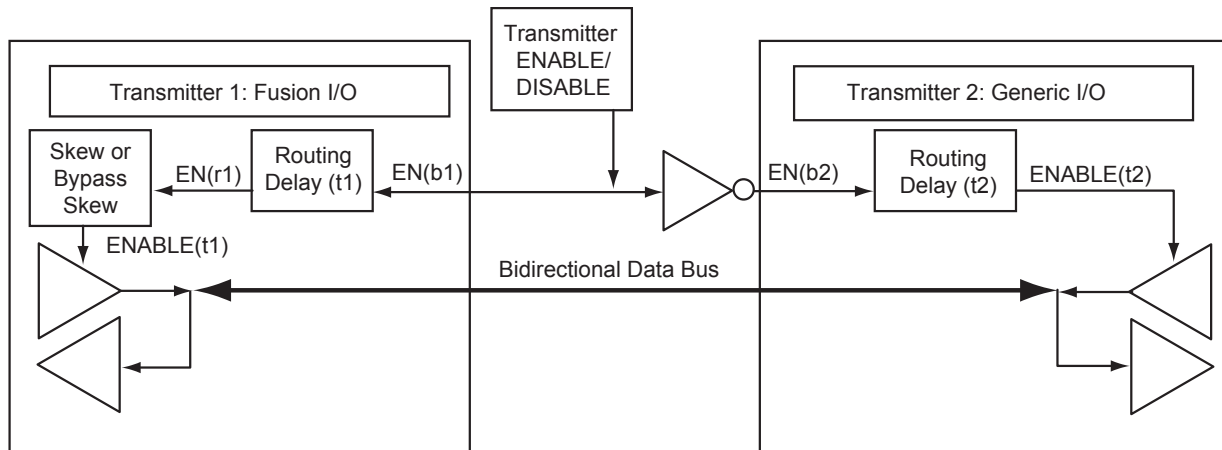 Transmitter
ENABLE/
DISABLE
Transmitter 1: Fusion I/O
Transmitter 2: Generic I/O
Skew or
Bypass
Skew
EN(r1)
Routing
Delay (t1)
EN(b1)
EN(b2)
Routing
Delay (t2)
ENABLE(t2)
ENABLE(t1)
Bidirectional Data Bus